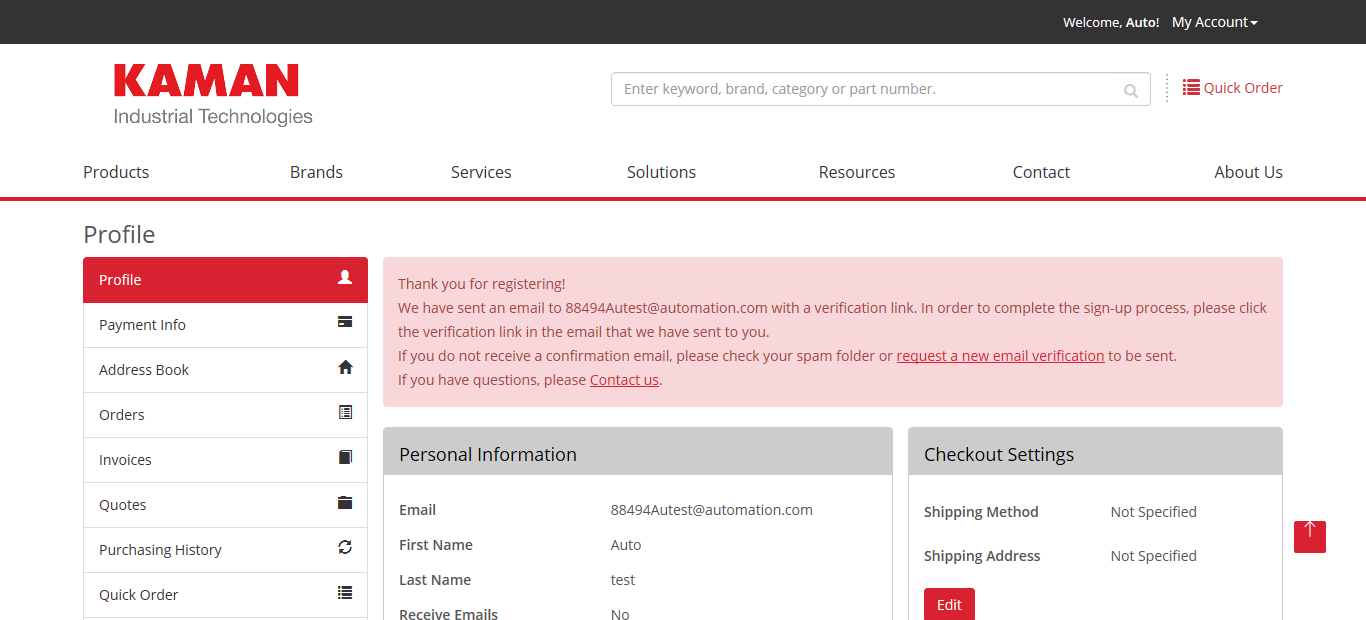 Welcome, Auto! My Account
KAMAN
Industrial Technologies
Enter keyword, brand, category or part number.
Quick Order
Products Brands Services Solutions Resources Contact About Us
Profile
Profile
Payment Info
Address Book
Orders
Invoices
Quotes
Purchasing History
Quick Order
Thank you for registering!
We have sent an email to 88494Autest@automation.com with a verification link. In order to complete the sign-up process, please click
the verification link in the email that we have sent to you.
If you do not receive a confirmation email, please check your spam folder or request a new email verification to be sent.
If you have questions, please Contact us.
Personal Information
Email 88494Autest@automation.com
First Name Auto
Last Name test
Receive Emails No
Checkout Settings
Shipping Method Not Specified
Shipping Address Not Specified
Edit